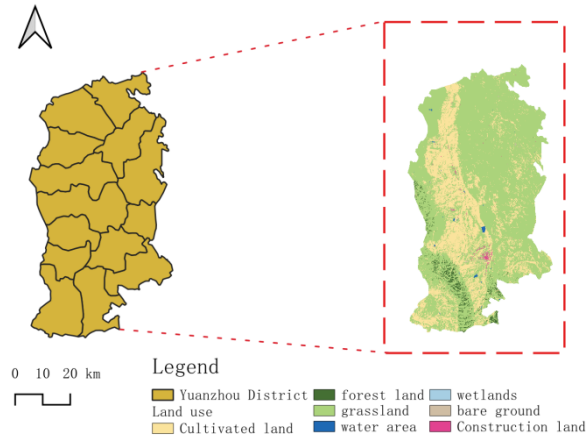 Legend
0 10 20 km
Yuanzhou District
Land use
Cultivated land
forest land
grassland
water area
wetlands
bare ground
Construction land